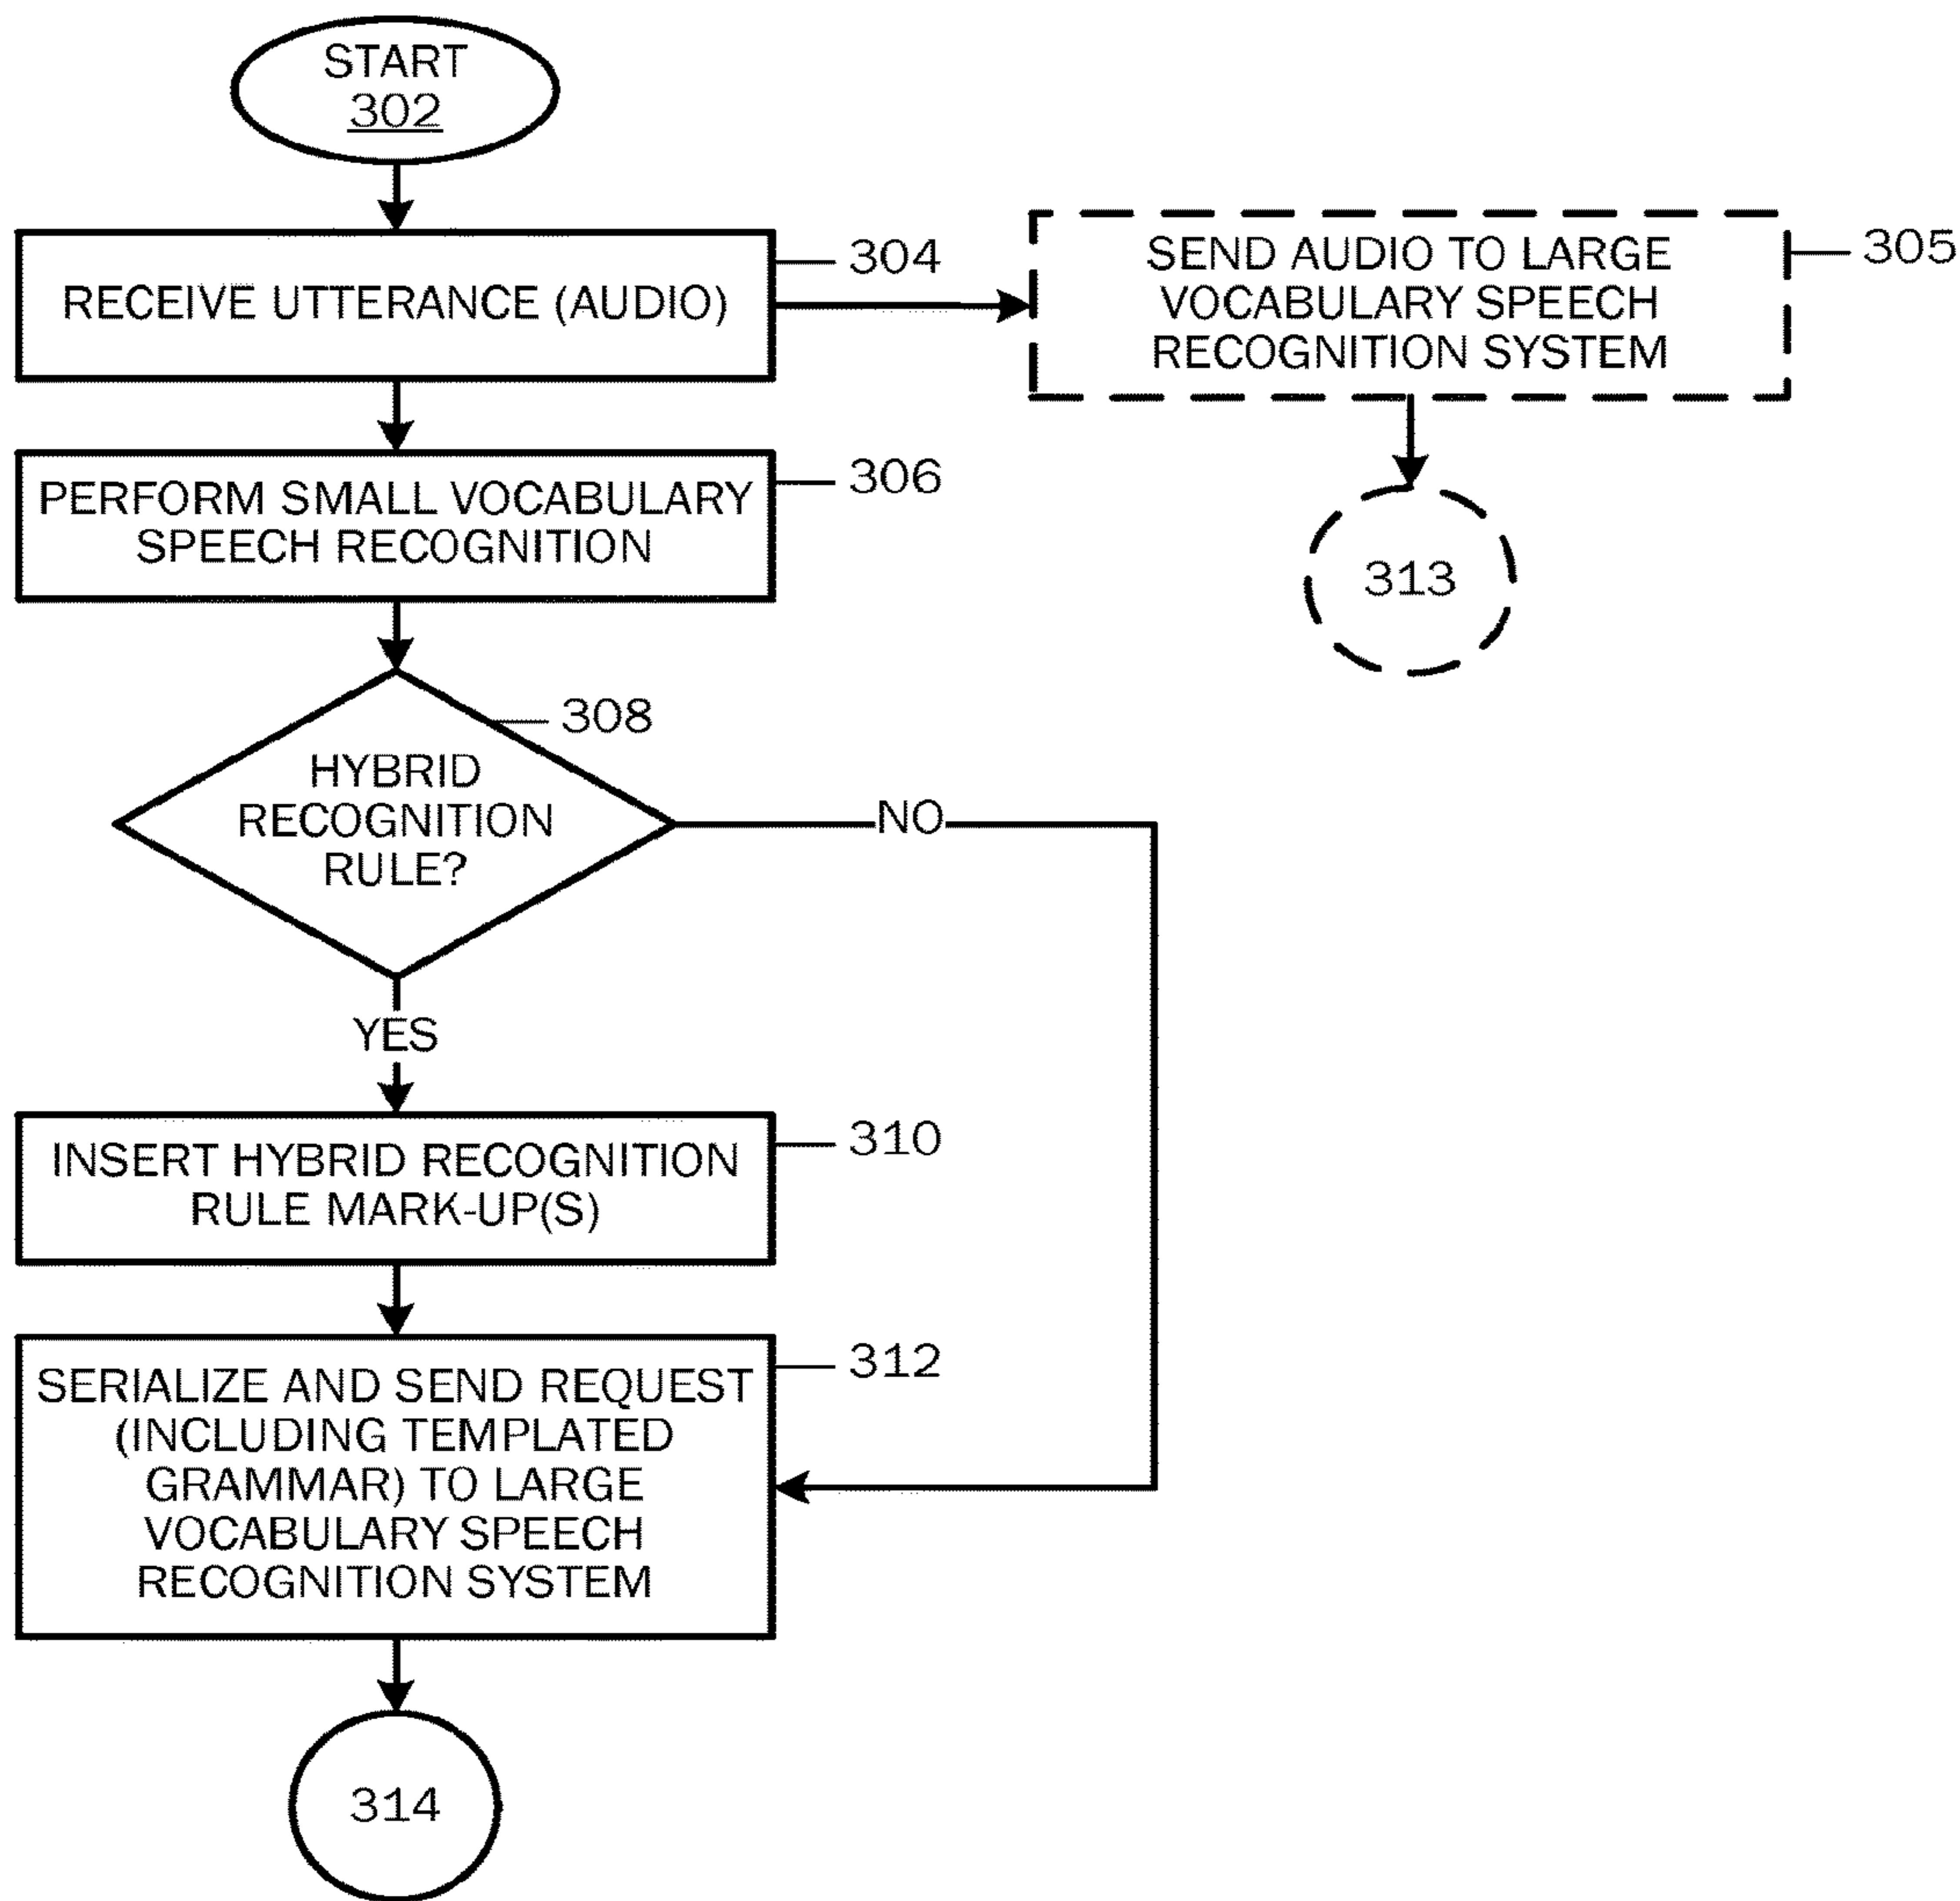 START
302
RECEIVE UTTERANCE (AUDIO)
304
SEND AUDIO TO LARGE
VOCABULARY SPEECH
RECOGNITION SYSTEM
305
313
PERFORM SMALL VOCABULARY
SPEECH RECOGNITION
306
308
HYBRID
RECOGNITION
RULE?
NO
YES
INSERT HYBRID RECOGNITION
RULE MARK-UP(S)
310
SERIALIZE AND SEND REQUEST
(INCLUDING TEMPLATED
GRAMMAR) TO LARGE
VOCABULARY SPEECH
RECOGNITION SYSTEM
312
314